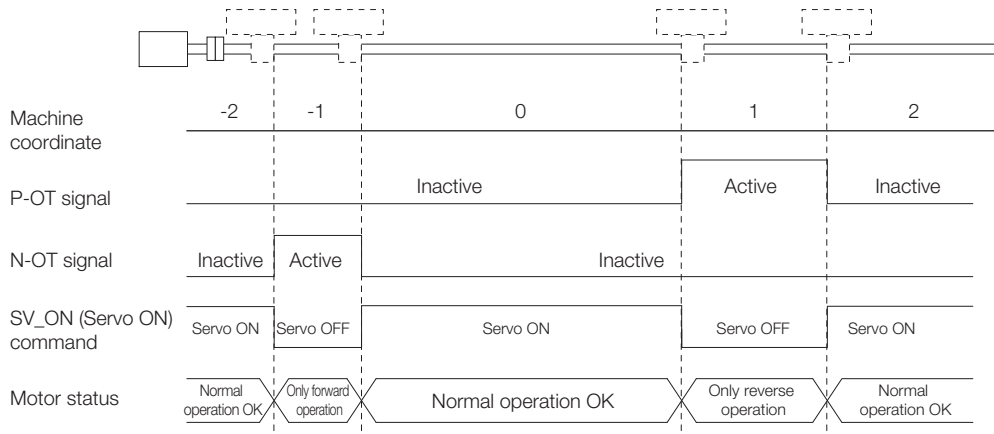 Machine
coordinate
-2 -1 0 1 2
P-OT signal
Inactive Active Inactive
N-OT signal
Inactive Active Inactive
SV_ON (Servo ON)
command
Servo ON Servo OFF Servo ON Servo OFF Servo ON
Motor status
Normal
operation OK
Only forward
operation
Normal operation OK
Only reverse
operation
Normal
operation OK